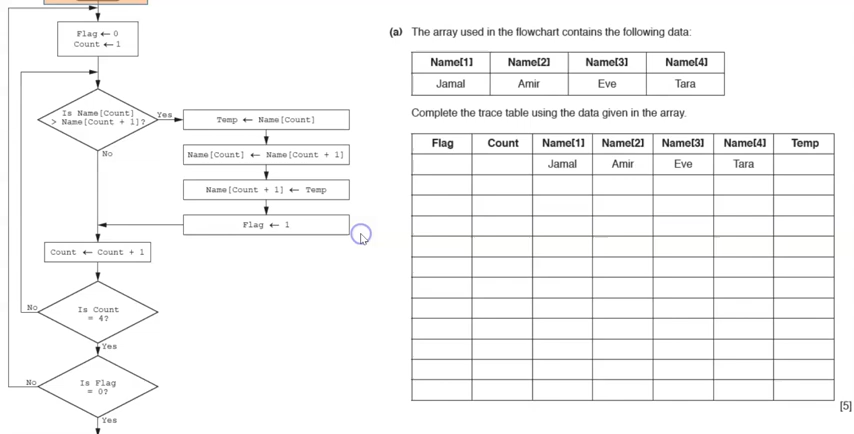 Flag ← 0
Count ← 1
Is Name[Count]
> Name[Count + 1]?
Yes
No
Temp ← Name[Count]
Name[Count] ← Name[Count + 1]
Name[Count + 1] ← Temp
Flag ← 1
Count ← Count + 1
Is Count
= 4?
No
Yes
Is Flag
= 0?
No
Yes
(a) The array used in the flowchart contains the following data:
Name[1] Name[2] Name[3] Name[4]
Jamal Amir Eve Tara
Complete the trace table using the data given in the array.
Flag Count Name[1] Name[2] Name[3] Name[4] Temp
Jamal Amir Eve Tara
[5]